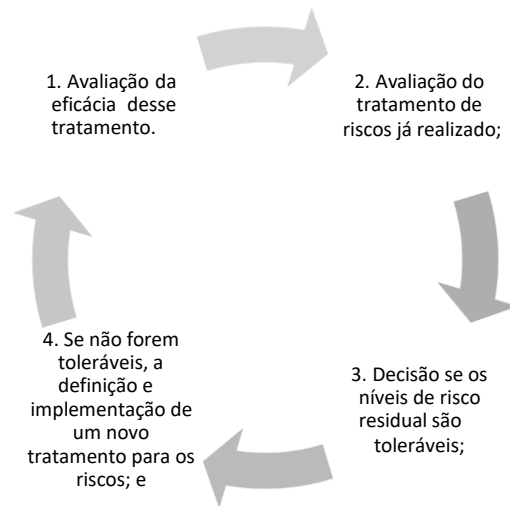 1. Avaliação da
eficácia desse
tratamento.
2. Avaliação do
tratamento de
riscos já realizado;
3. Decisão se os
níveis de risco
residual são
toleráveis;
4. Se não forem
toleráveis, a
definição e
implementação de
um novo
tratamento para os
riscos; e